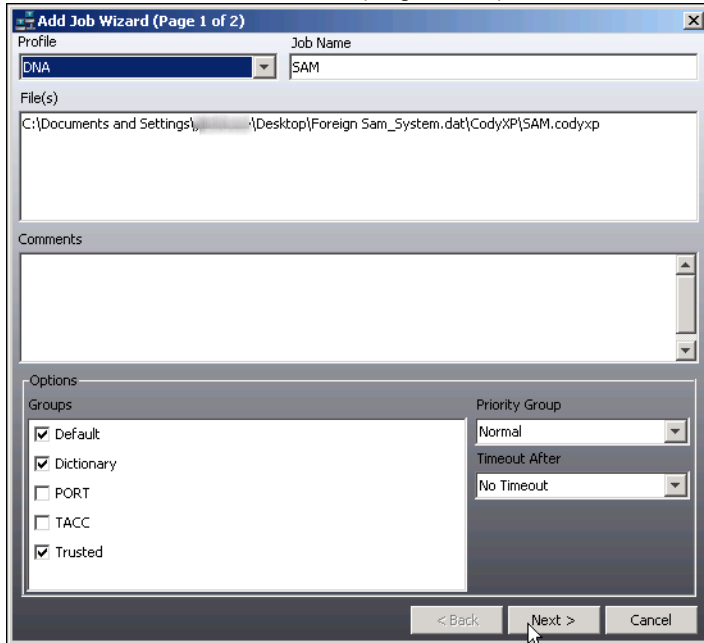 Add Job Wizard (Page 1 of 2)
Profile Job Name
DNA SAM
File(s)
C:\Documents and Settings\ \Desktop\Foreign Sam_System.dat\CodyXP\SAM.codyxp
Comments
Options
Groups Priority Group
Default Normal
Dictionary Timeout After
PORT No Timeout
TACC
Trusted
< Back Next > Cancel